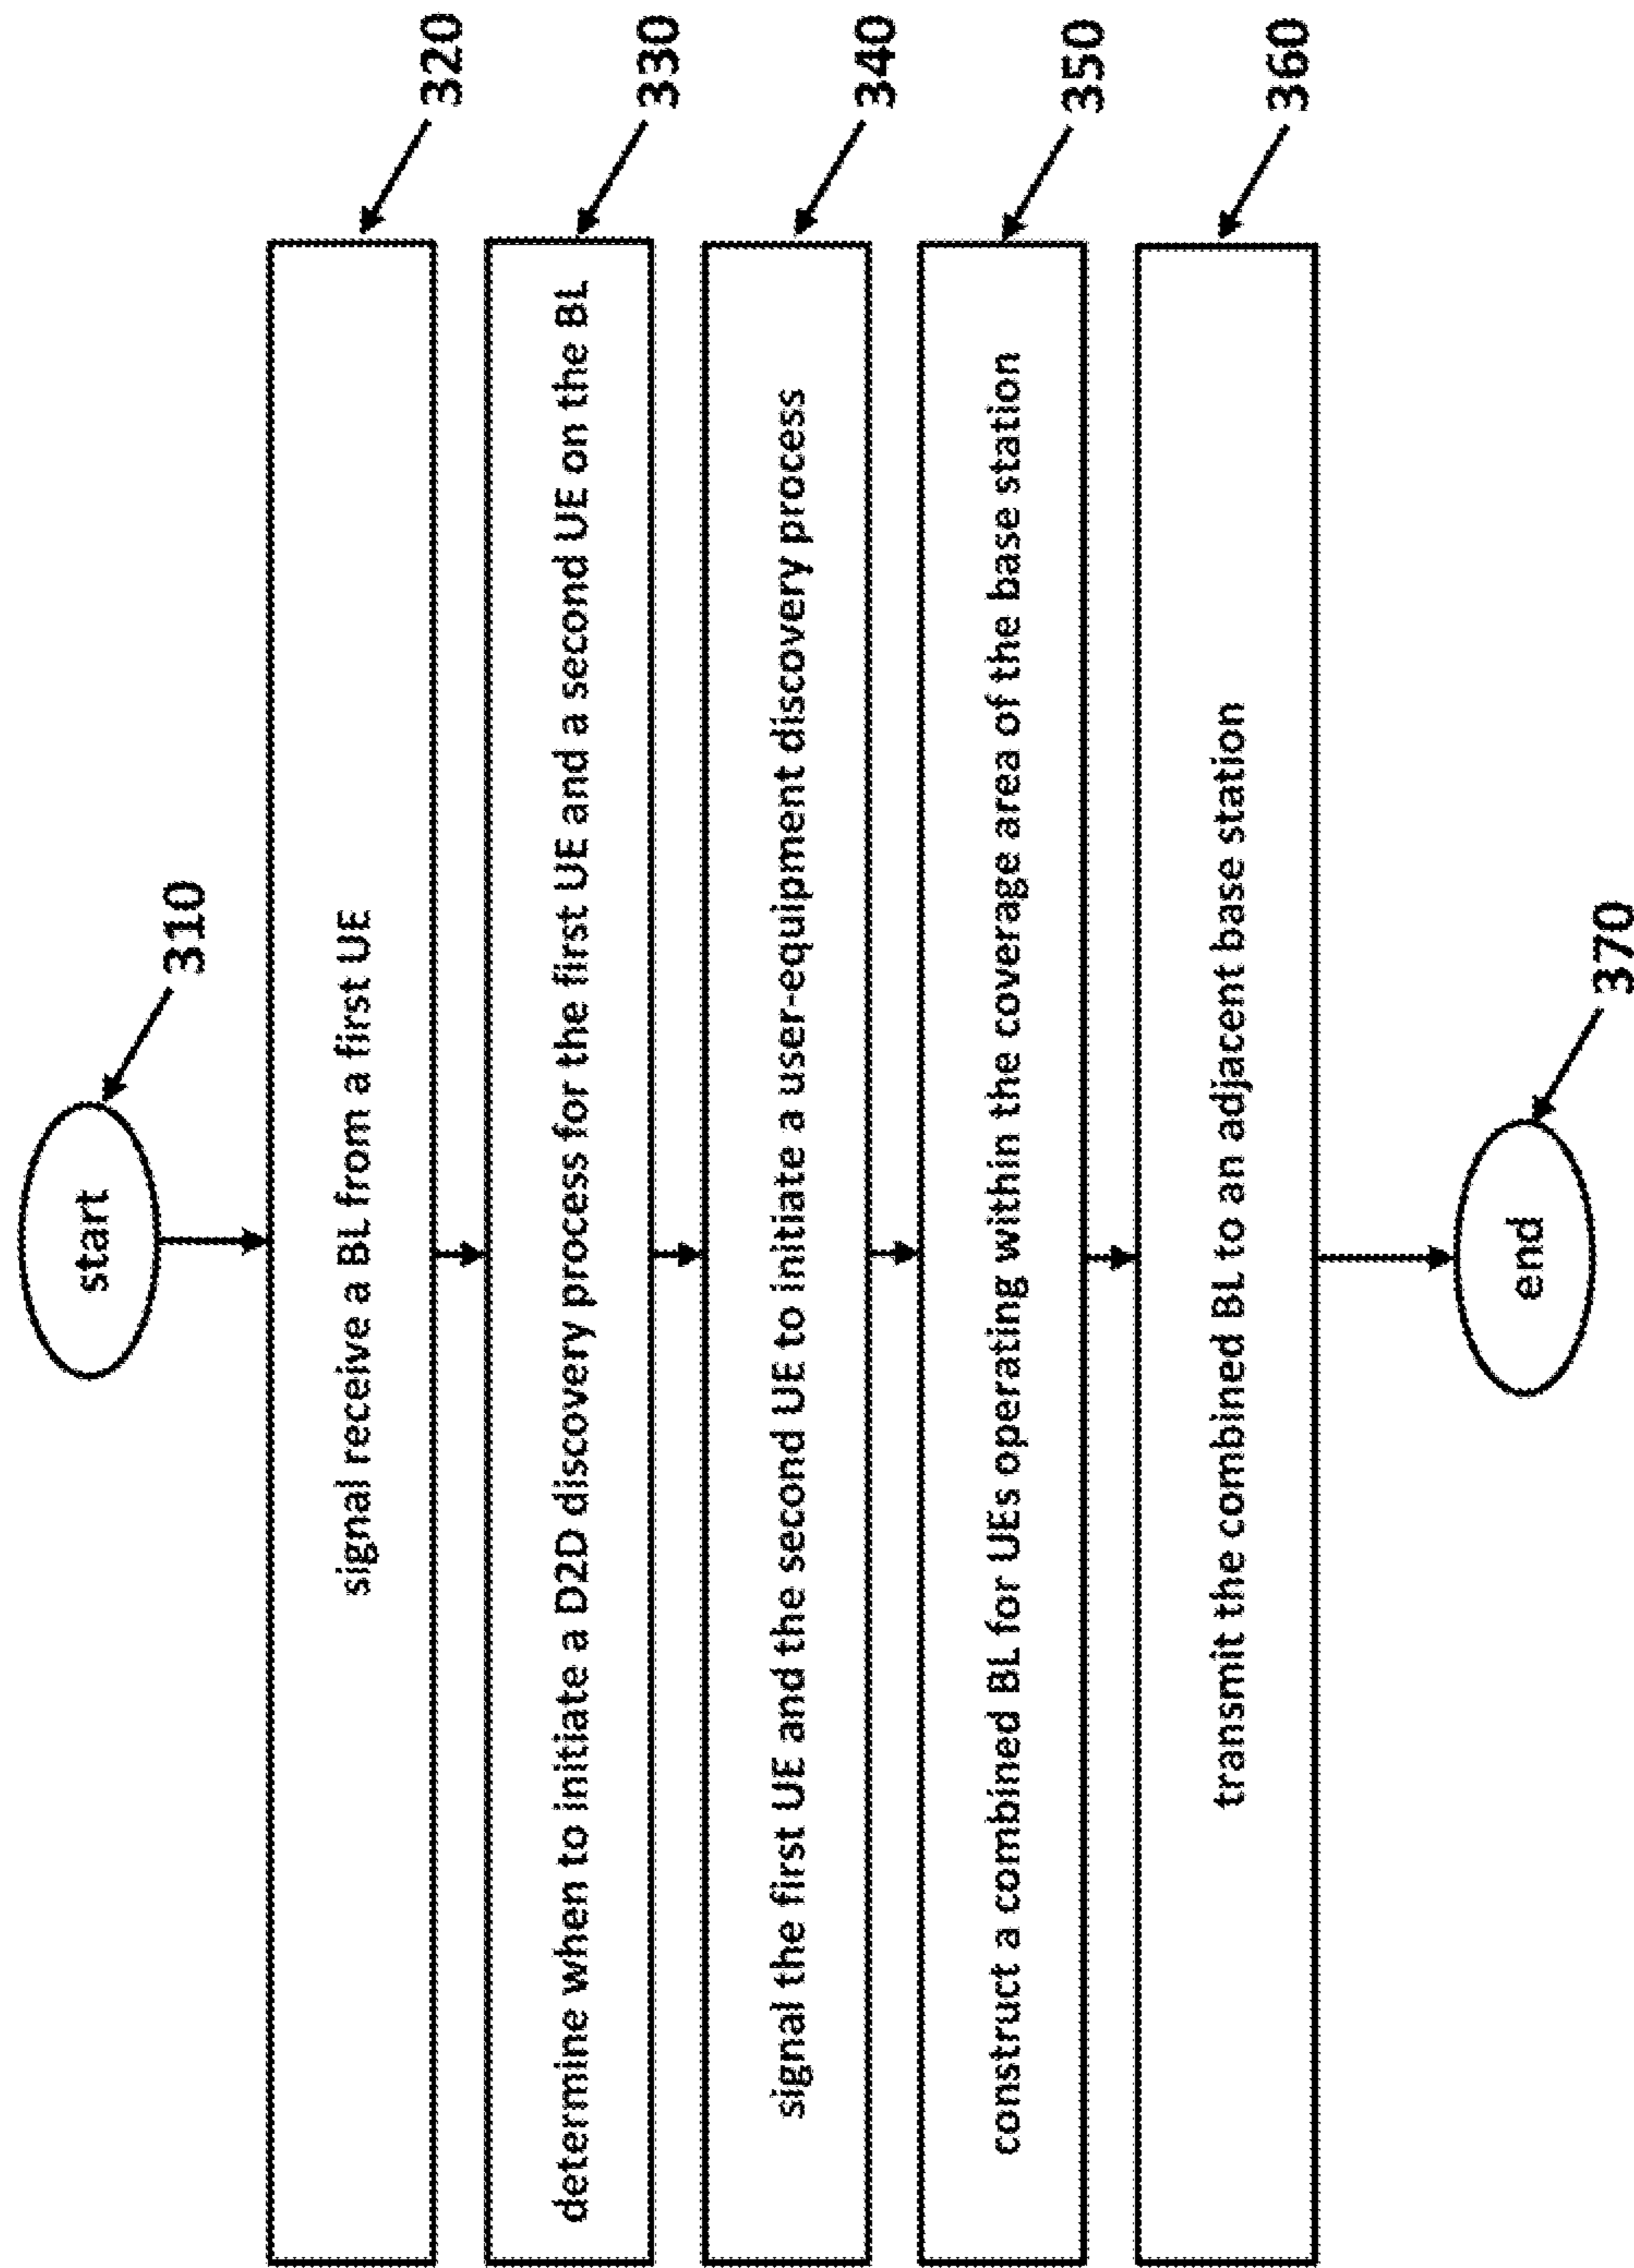 start
310
signal receive a BL from a first UE
320
determine when to initiate a D2D discovery process for the first UE and a second UE on the BL
330
signal the first UE and the second UE to initiate a user-equipment discovery process
340
construct a combined BL for UEs operating within the coverage area of the base station
350
transmit the combined BL to an adjacent base station
360
end
370